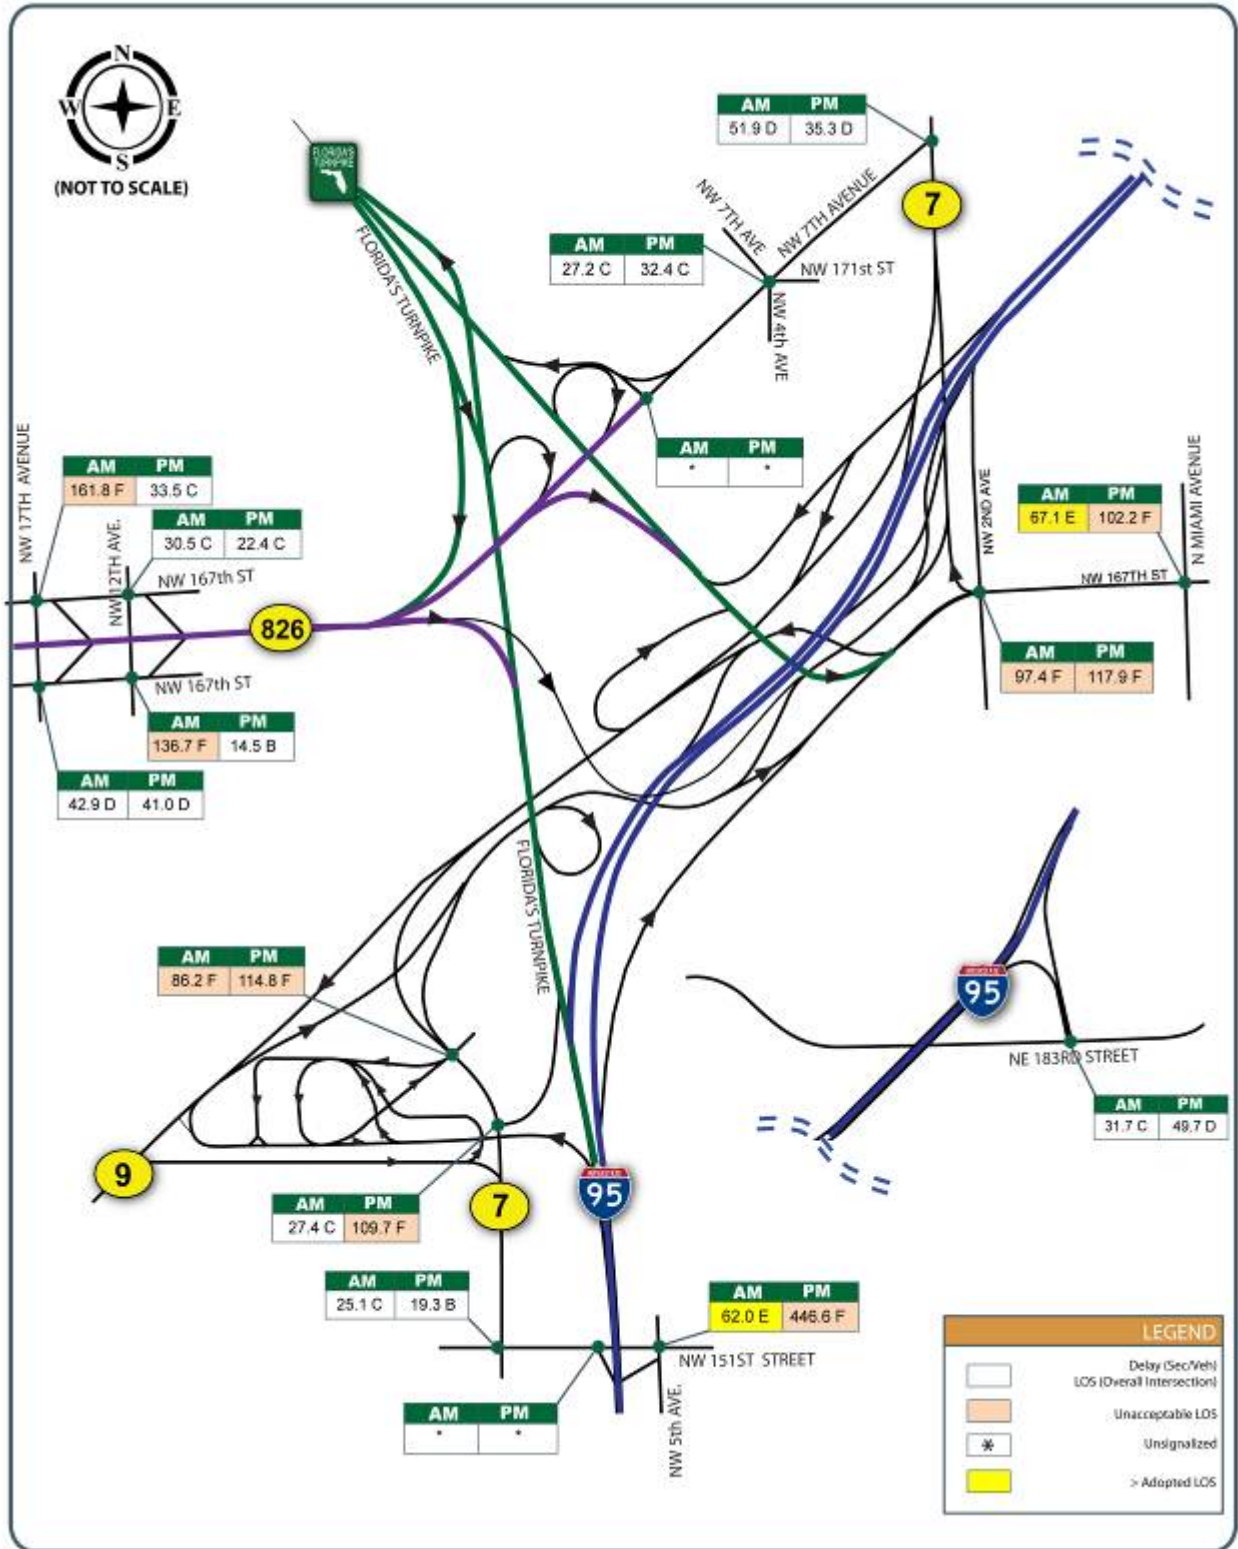 N
W E
S
(NOT TO SCALE)
FLORIDA'S
TURNPIKE
AM PM
51.9 D 35.3 D
7
NW 7TH AVE
NW 7TH AVENUE
AM PM
27.2 C 32.4 C
NW 171st ST
NW 4th AVE
FLORIDA'S TURNPIKE
AM PM
* *
NW 17TH AVENUE
AM PM
161.8 F 33.5 C
AM PM
30.5 C 22.4 C
NW 12TH AVE.
NW 167th ST
826
NW 167th ST
AM PM
136.7 F 14.5 B
AM PM
42.9 D 41.0 D
NW 2ND AVE
AM PM
67.1 E 102.2 F
N MIAMI AVENUE
NW 167TH ST
AM PM
97.4 F 117.9 F
FLORIDA'S TURNPIKE
AM PM
86.2 F 114.8 F
95
NE 183RD STREET
AM PM
31.7 C 49.7 D
9
AM PM
27.4 C 109.7 F
7
95
AM PM
25.1 C 19.3 B
AM PM
62.0 E 446.6 F
NW 151ST STREET
AM PM
* *
NW 5th AVE.
LEGEND
Delay (Sec/Veh)
LOS (Overall Intersection)
Unacceptable LOS
* Unsignalized
> Adopted LOS